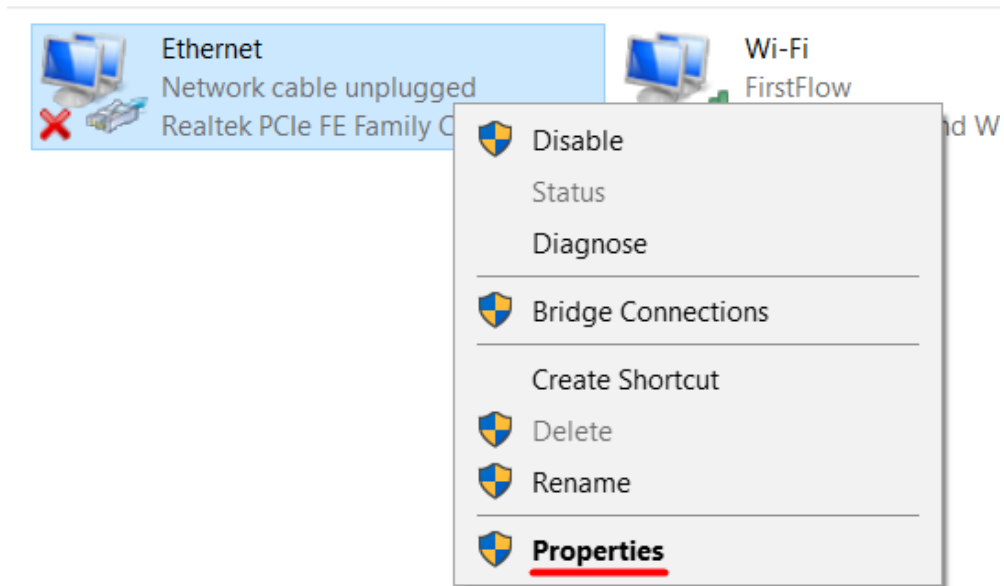 Ethernet
Network cable unplugged
Realtek PCIe FE Family C
Wi-Fi
FirstFlow
Disable
Status
Diagnose
Bridge Connections
Create Shortcut
Delete
Rename
Properties